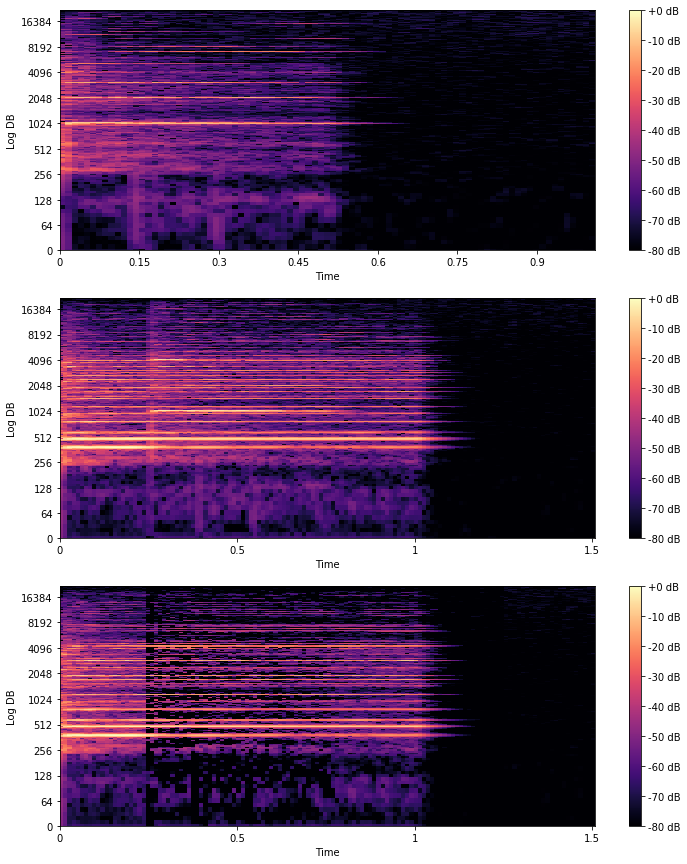 16384
8192
4096
2048
1024
512
256
128
64
0
Log DB
0
0.15
0.3
0.45
0.6
0.75
0.9
Time
+0 dB
-10 dB
-20 dB
-30 dB
-40 dB
-50 dB
-60 dB
-70 dB
-80 dB
16384
8192
4096
2048
1024
512
256
128
64
0
Log DB
0
0.5
1
1.5
Time
+0 dB
-10 dB
-20 dB
-30 dB
-40 dB
-50 dB
-60 dB
-70 dB
-80 dB
16384
8192
4096
2048
1024
512
256
128
64
0
Log DB
0
0.5
1
1.5
Time
+0 dB
-10 dB
-20 dB
-30 dB
-40 dB
-50 dB
-60 dB
-70 dB
-80 dB